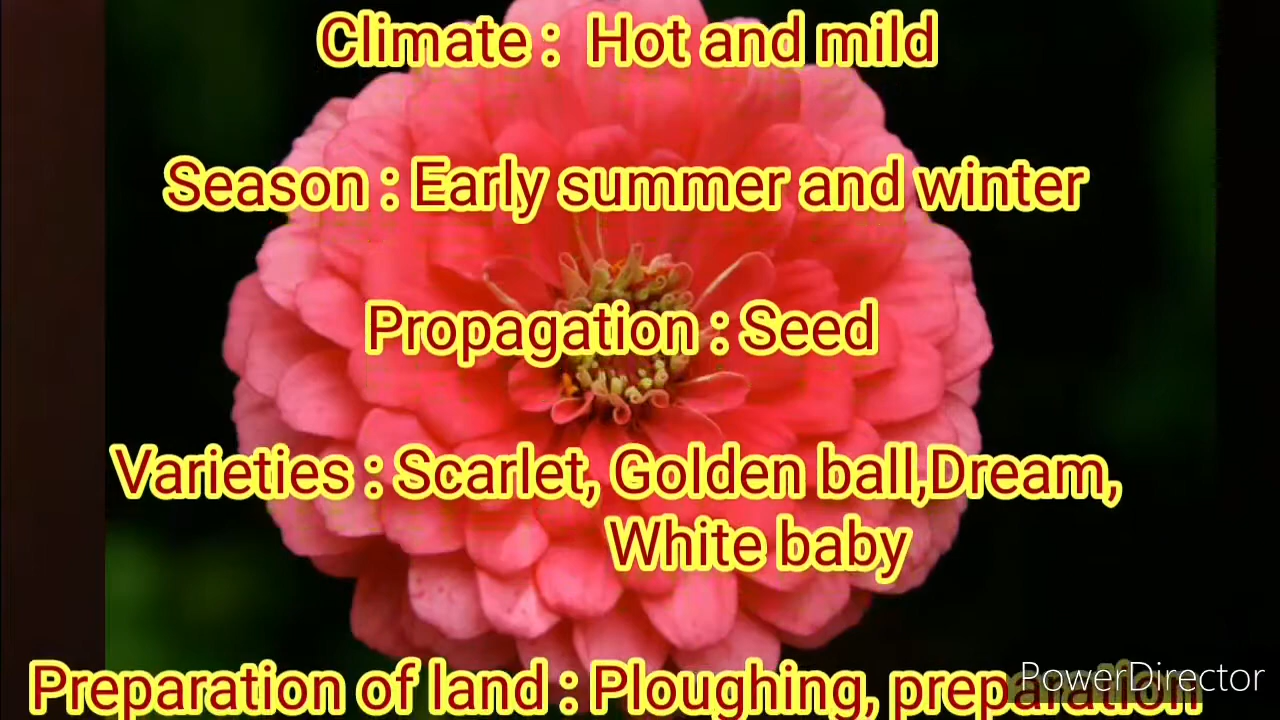 Climate :  Hot and mild
Season : Early summer and winter
Propagation : Seed
Varieties : Scarlet, Golden ball,Dream,
White baby
Preparation of land : Ploughing, preparation
PowerDirector